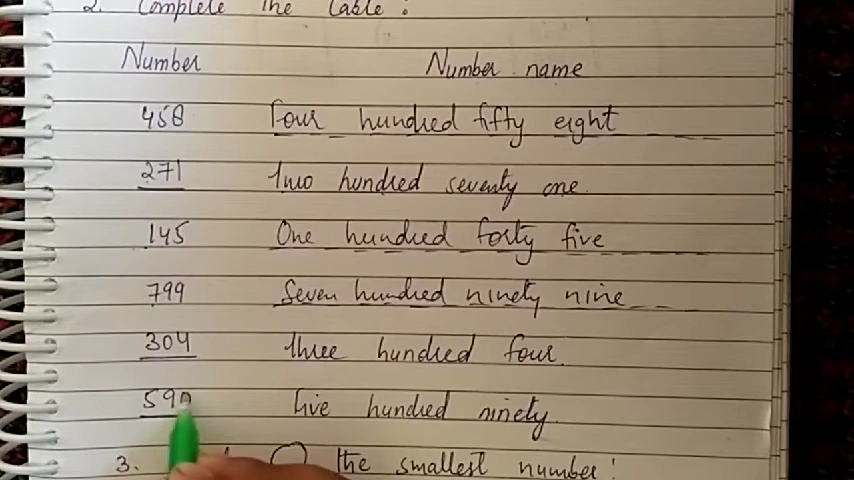 2. Complete the table :
Number Number name
458 Four hundred fifty eight
271 Two hundred seventy one.
145 One hundred forty five
799 Seven hundred ninety nine
304 Three hundred four.
590 Five hundred ninety.
3. the smallest number :